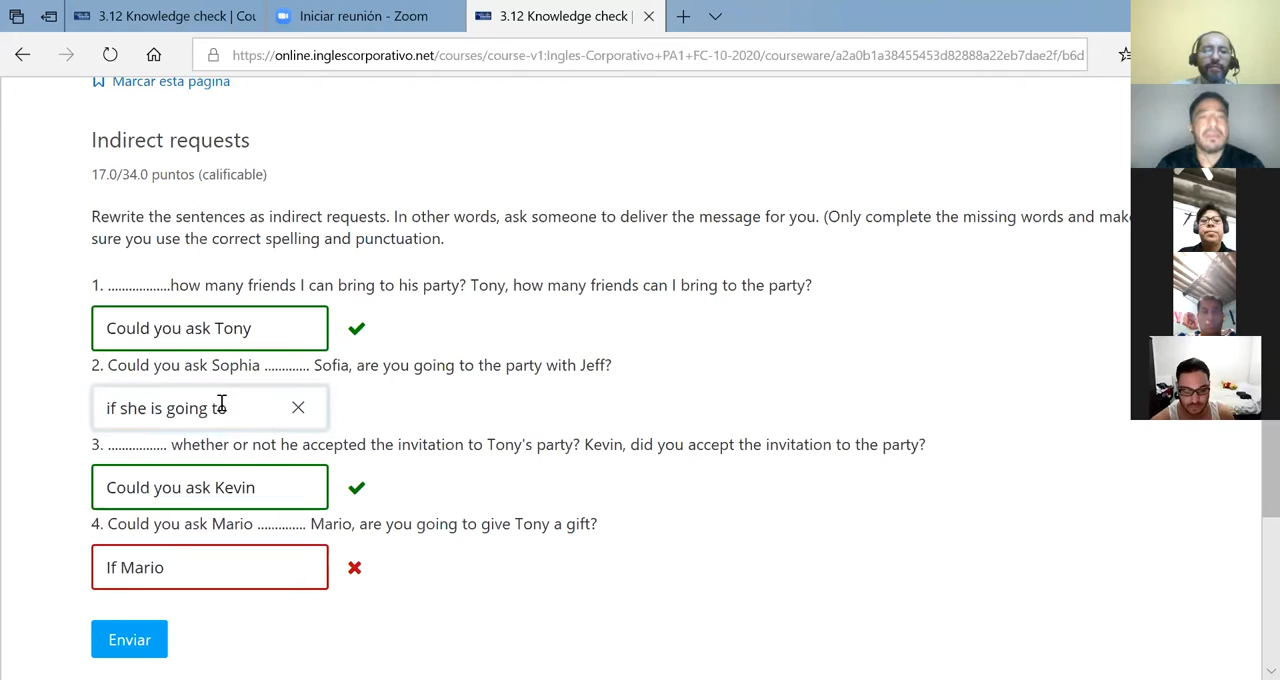 3.12 Knowledge check | Cou
Iniciar reunión - Zoom
3.12 Knowledge check |
https://online.inglescorporativo.net/courses/course-v1:Ingles-Corporativo+PA1+FC-10-2020/courseware/a2a0b1a38455453d82888a22eb7dae2f/b6d
Marcar esta página
Indirect requests
17.0/34.0 puntos (calificable)
Rewrite the sentences as indirect requests. In other words, ask someone to deliver the message for you. (Only complete the missing words and make
sure you use the correct spelling and punctuation.
1. ..................how many friends I can bring to his party? Tony, how many friends can I bring to the party?
Could you ask Tony
2. Could you ask Sophia ............. Sofia, are you going to the party with Jeff?
if she is going to
3. ................. whether or not he accepted the invitation to Tony's party? Kevin, did you accept the invitation to the party?
Could you ask Kevin
4. Could you ask Mario .............. Mario, are you going to give Tony a gift?
If Mario
Enviar